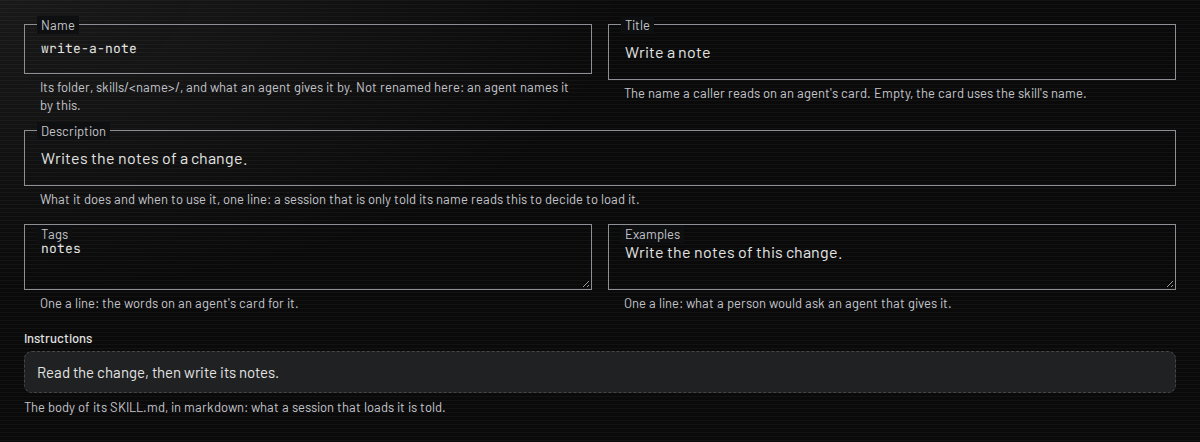 Name
write-a-note
Its folder, skills/<name>/, and what an agent gives it by. Not renamed here: an agent names it
by this.
Title
Write a note
The name a caller reads on an agent's card. Empty, the card uses the skill's name.
Description
Writes the notes of a change.
What it does and when to use it, one line: a session that is only told its name reads this to decide to load it.
Tags
notes
One a line: the words on an agent's card for it.
Examples
Write the notes of this change.
One a line: what a person would ask an agent that gives it.
Instructions
Read the change, then write its notes.
The body of its SKILL.md, in markdown: what a session that loads it is told.